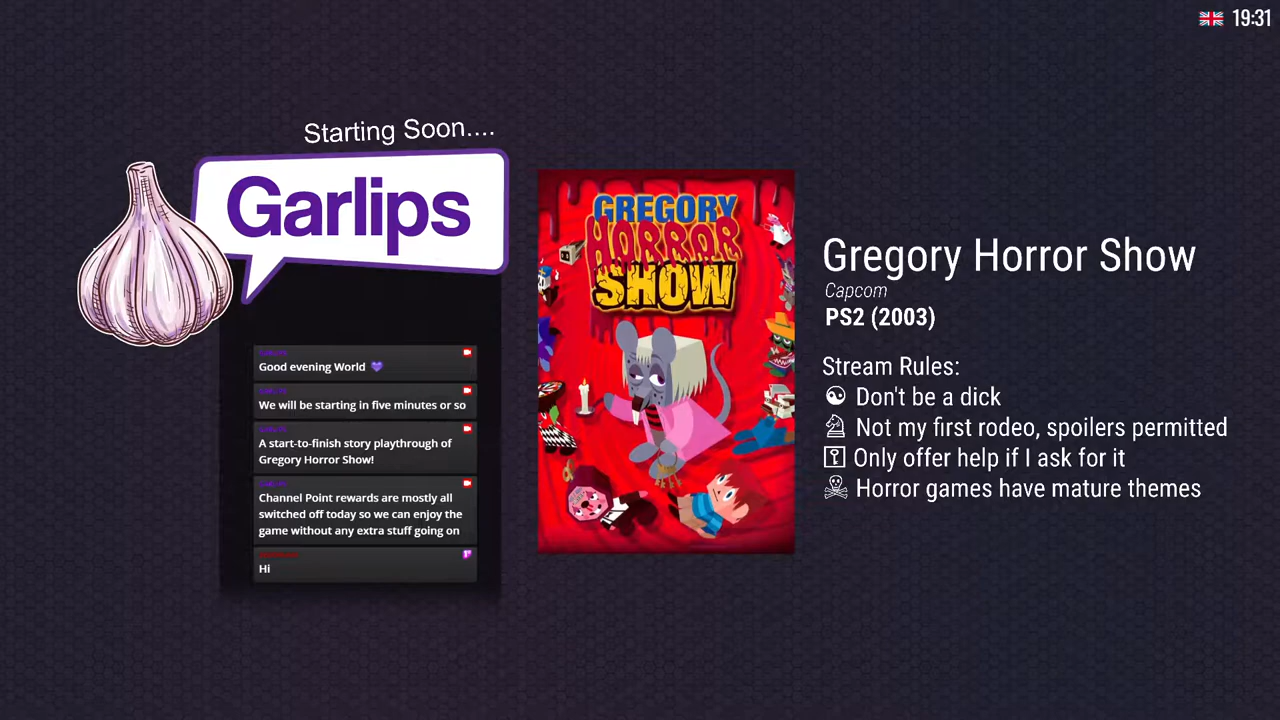 19:31
Starting Soon....
Garlips
Good evening World
We will be starting in five minutes or so
A start-to-finish story playthrough of
Gregory Horror Show!
Channel Point rewards are mostly all
switched off today so we can enjoy the
game without any extra stuff going on
Hi
GREGORY
HORROR
SHOW
Gregory Horror Show
Capcom
PS2 (2003)
Stream Rules:
Don't be a dick
Not my first rodeo, spoilers permitted
Only offer help if I ask for it
Horror games have mature themes